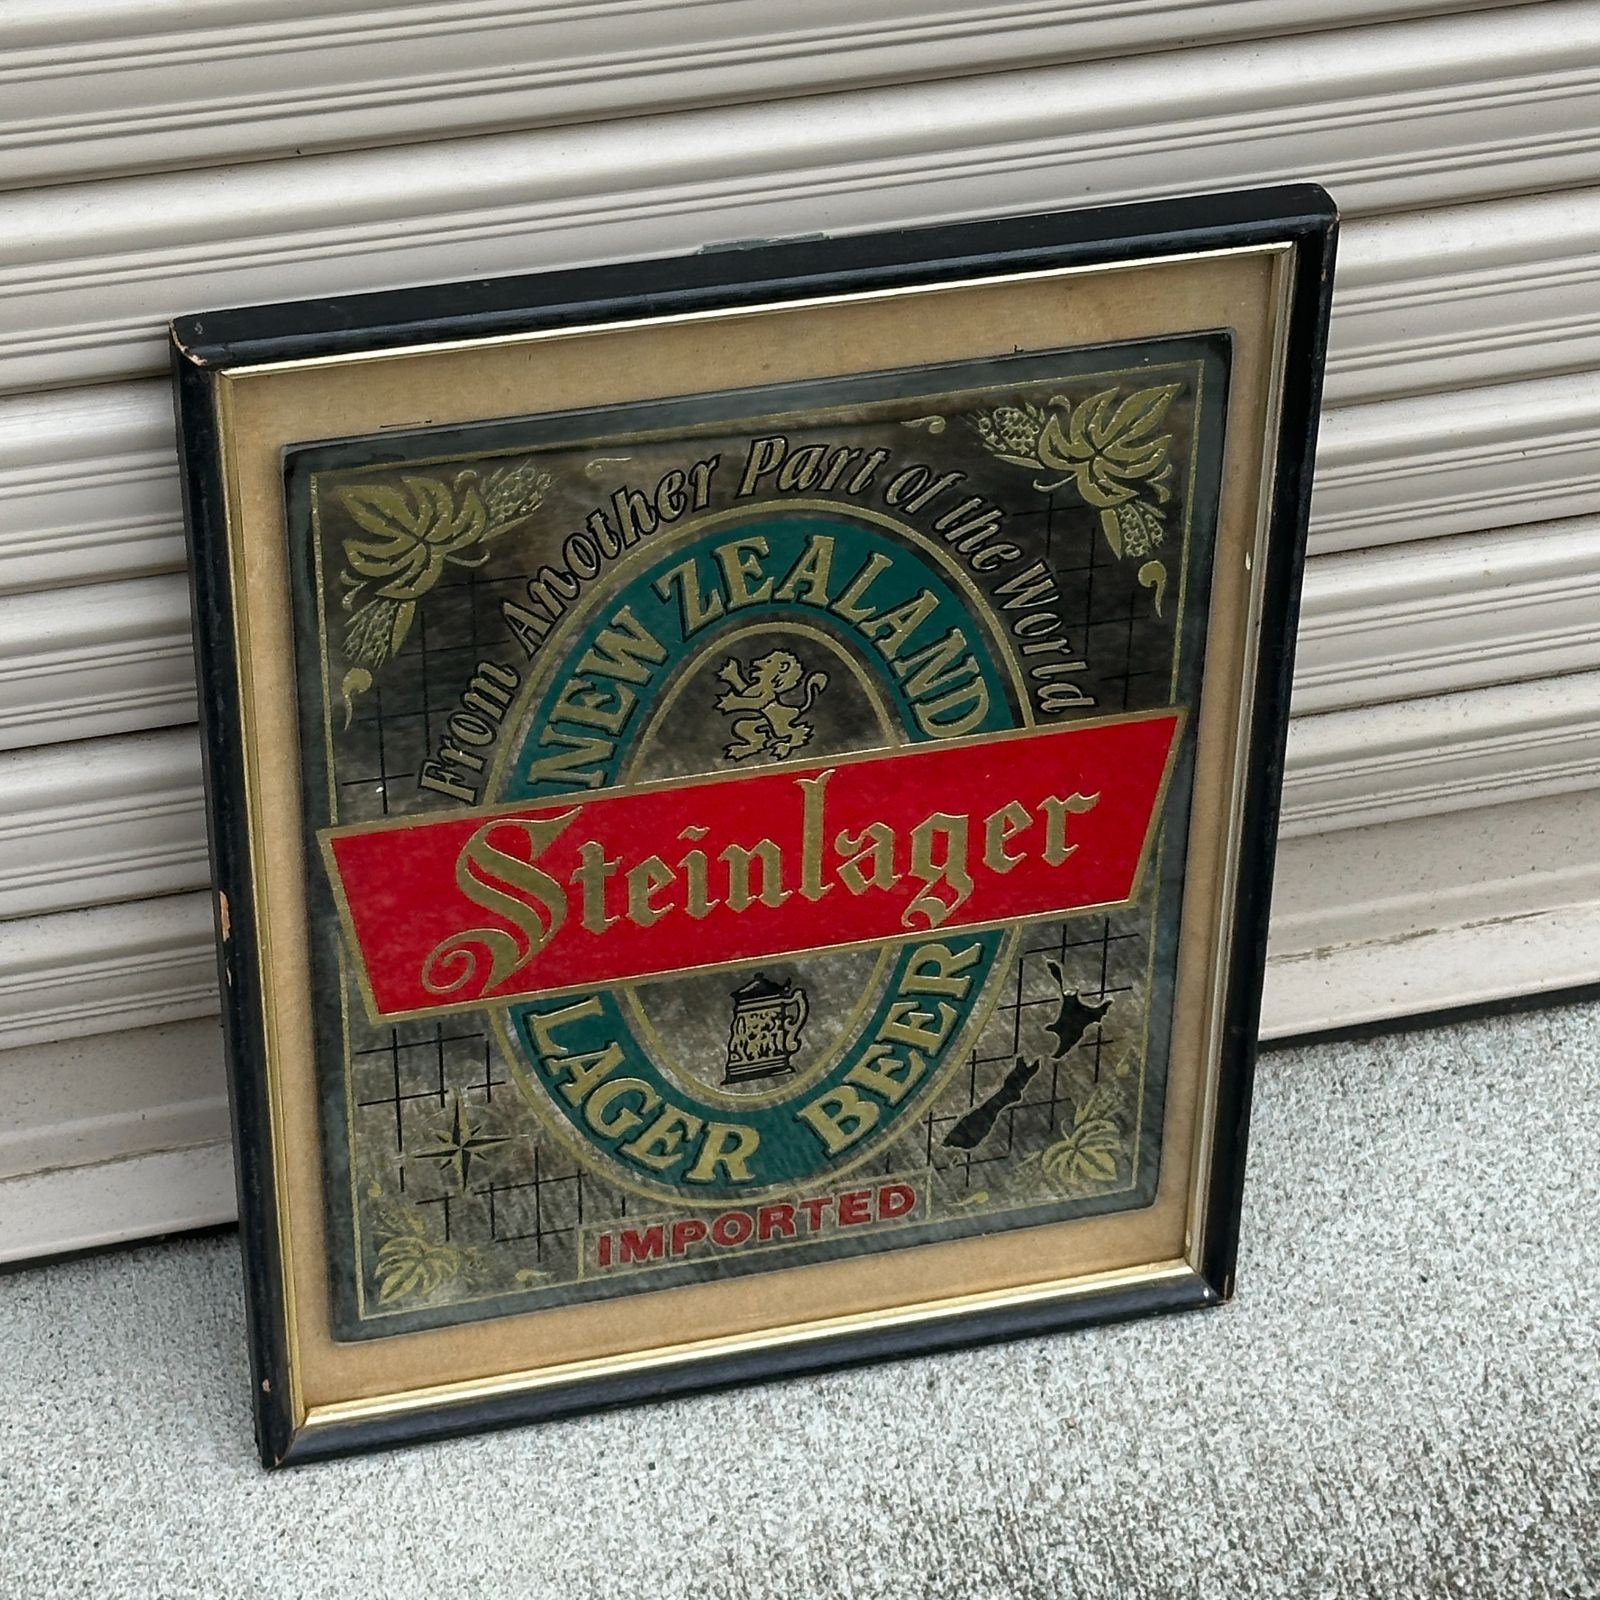 From Another Part of the World
NEW ZEALAND
Steinlager
LAGER BEER
IMPORTED